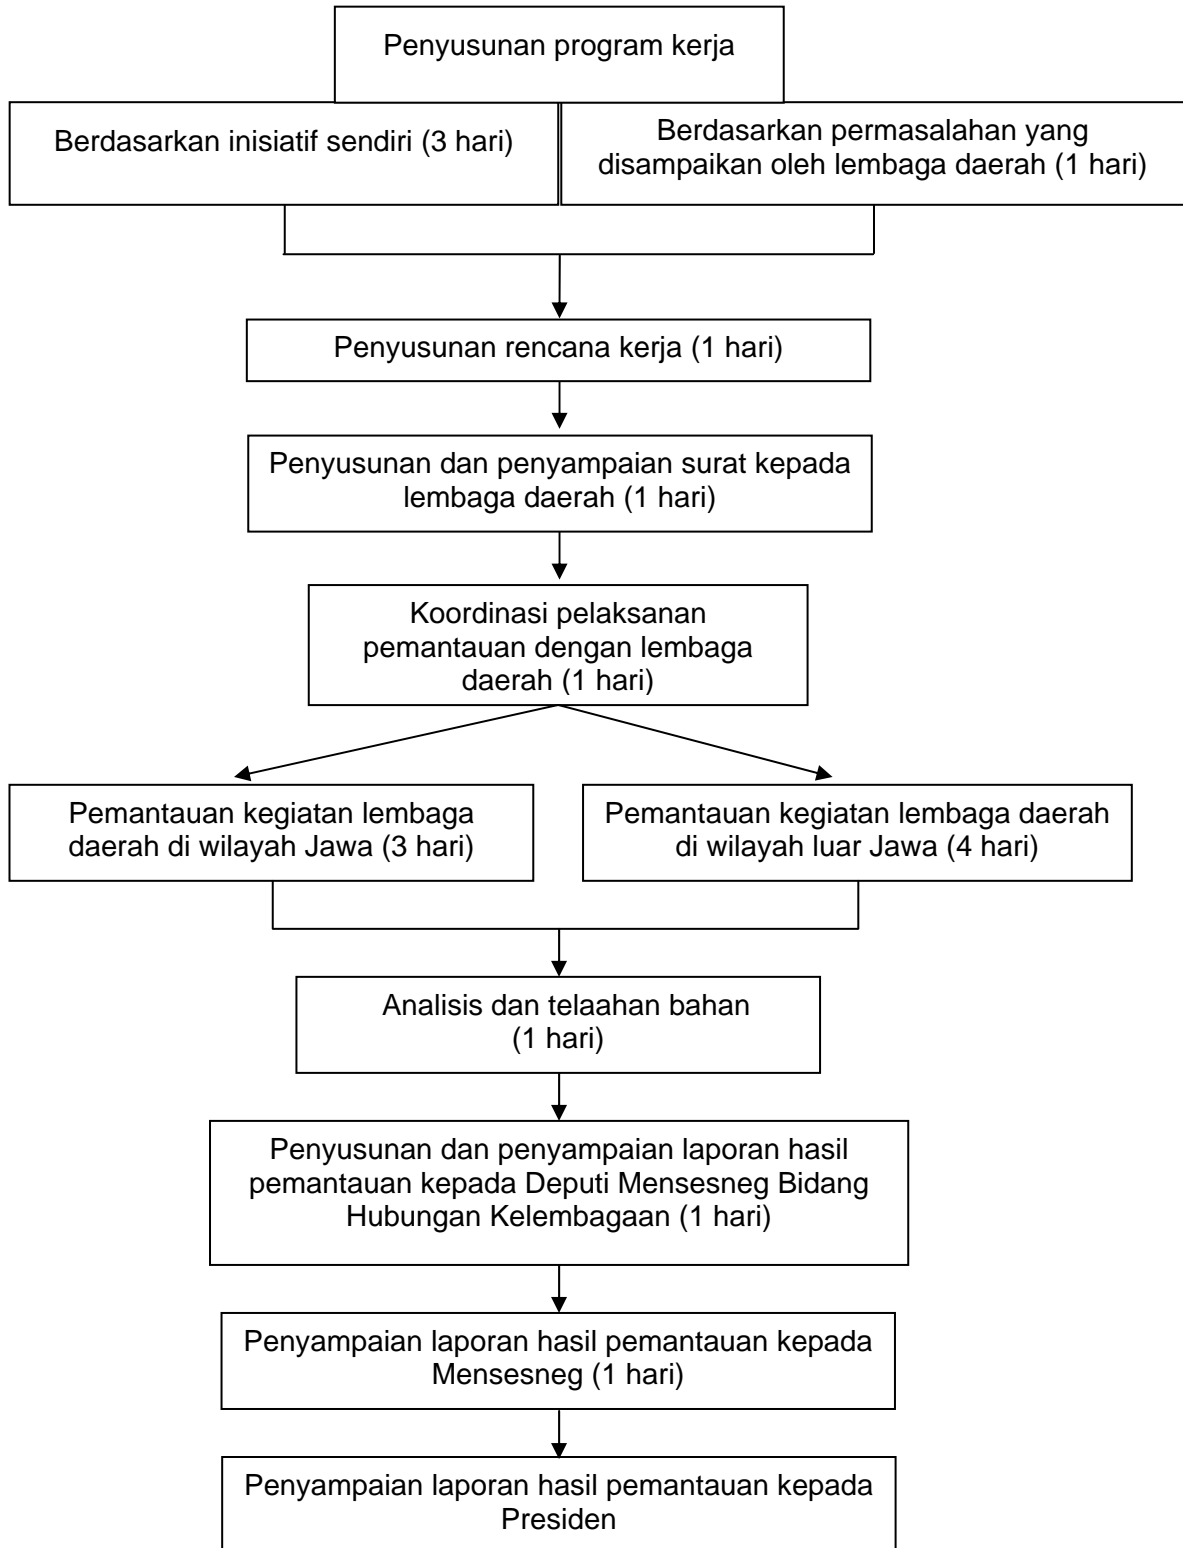 Penyusunan program kerja
Berdasarkan inisiatif sendiri (3 hari)
Berdasarkan permasalahan yang
disampaikan oleh lembaga daerah (1 hari)
Penyusunan rencana kerja (1 hari)
Penyusunan dan penyampaian surat kepada
lembaga daerah (1 hari)
Koordinasi pelaksanan
pemantauan dengan lembaga
daerah (1 hari)
Pemantauan kegiatan lembaga
daerah di wilayah Jawa (3 hari)
Pemantauan kegiatan lembaga daerah
di wilayah luar Jawa (4 hari)
Analisis dan telaahan bahan
(1 hari)
Penyusunan dan penyampaian laporan hasil
pemantauan kepada Deputi Mensesneg Bidang
Hubungan Kelembagaan (1 hari)
Penyampaian laporan hasil pemantauan kepada
Mensesneg (1 hari)
Penyampaian laporan hasil pemantauan kepada
Presiden